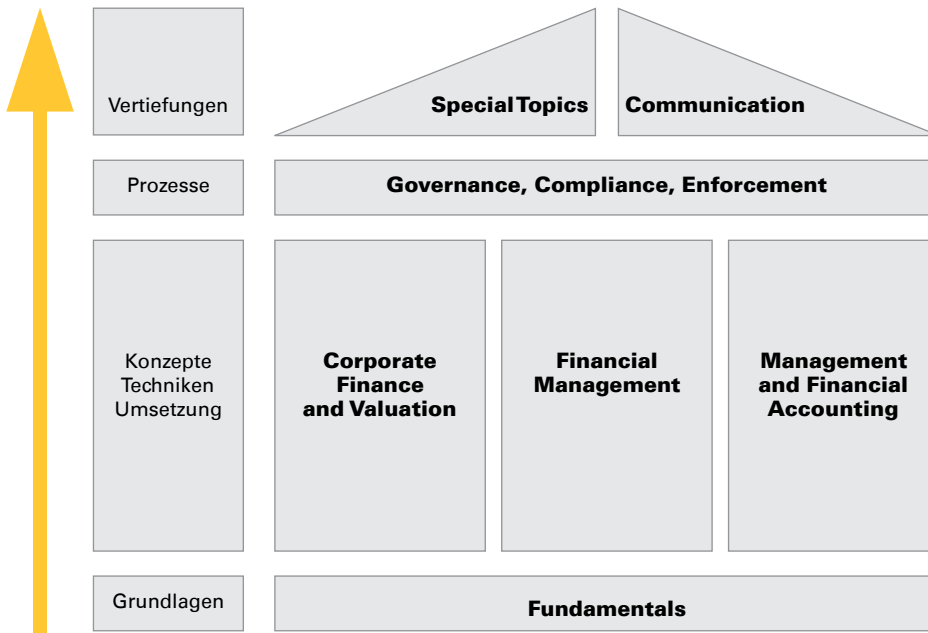 Vertiefungen
Special Topics
Communication
Prozesse
Governance, Compliance, Enforcement
Konzepte
Techniken
Umsetzung
Corporate
Finance
and Valuation
Financial
Management
Management
and Financial
Accounting
Grundlagen
Fundamentals